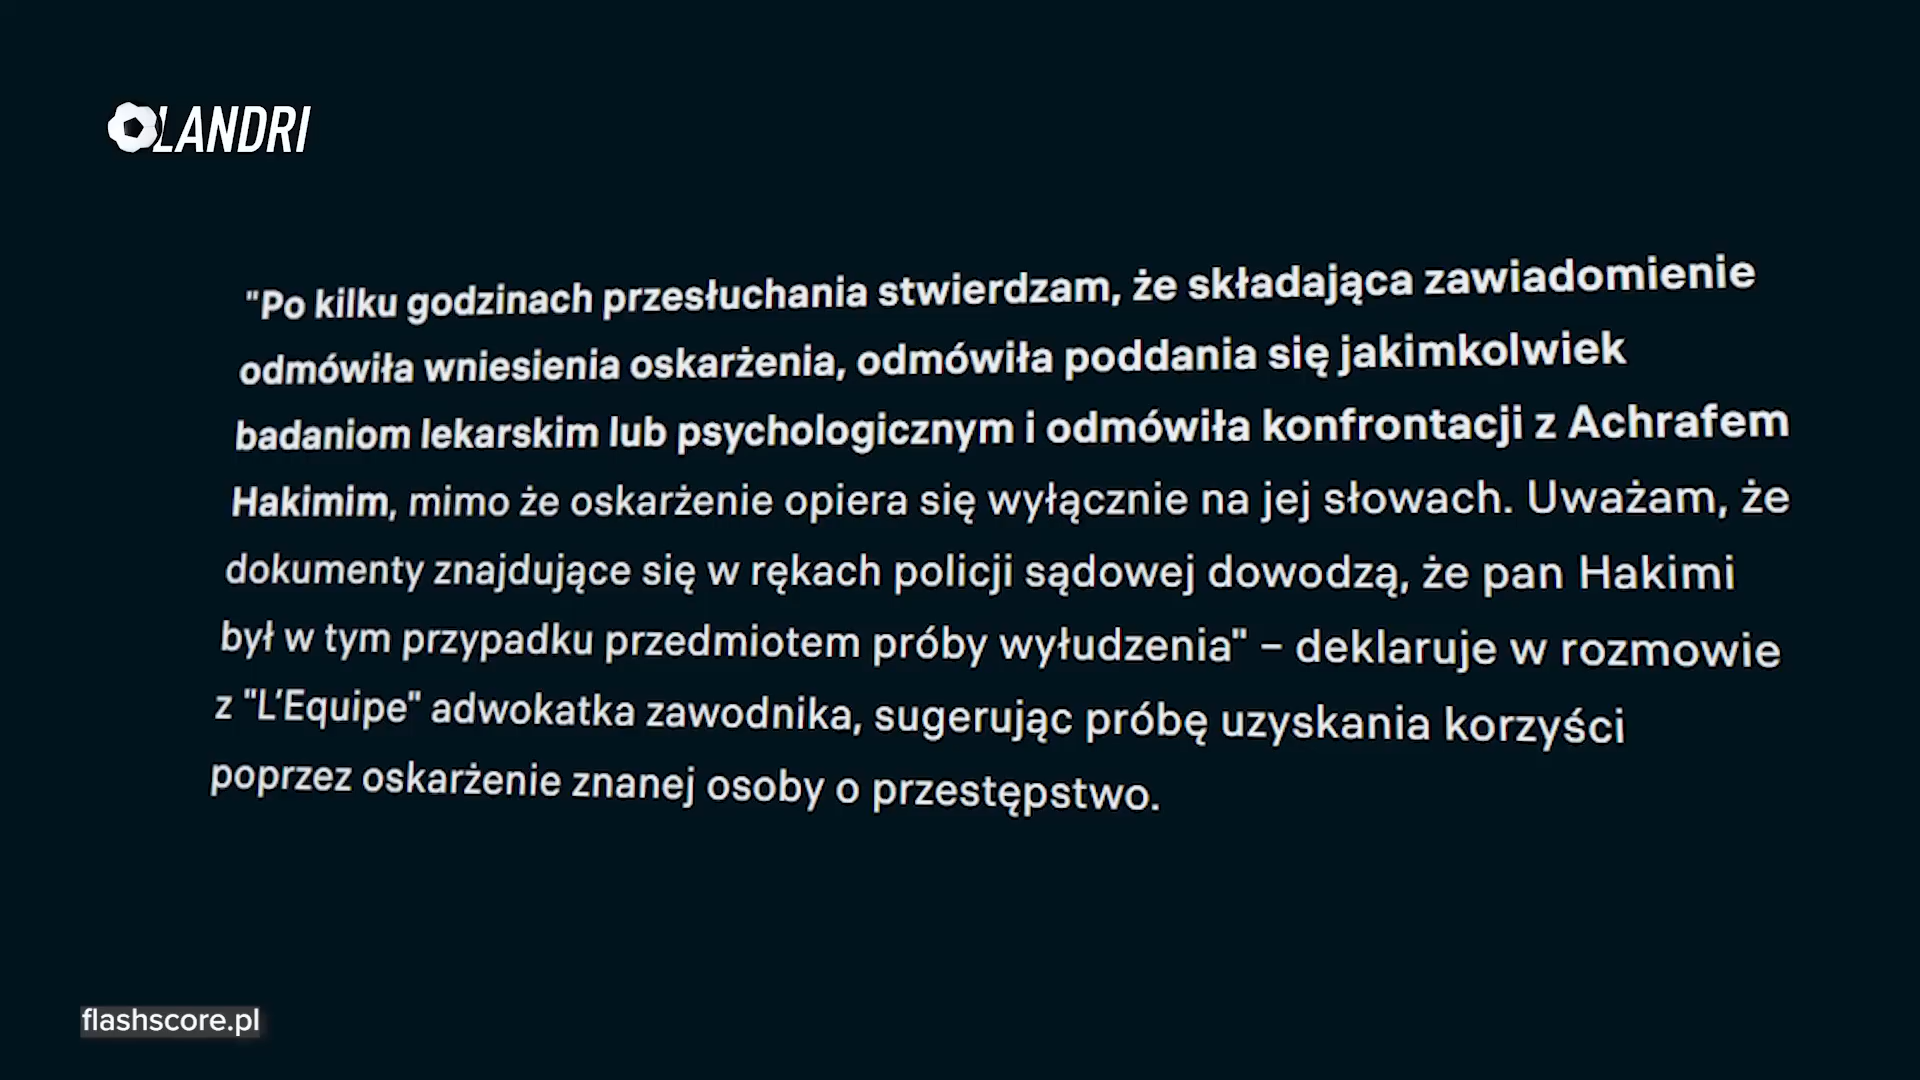 LANDRI
"Po kilku godzinach przesłuchania stwierdzam, że składająca zawiadomienie
odmówiła wniesienia oskarżenia, odmówiła poddania się jakimkolwiek
badaniom lekarskim lub psychologicznym i odmówiła konfrontacji z Achrafem
Hakimim, mimo że oskarżenie opiera się wyłącznie na jej słowach. Uważam, że
dokumenty znajdujące się w rękach policji sądowej dowodzą, że pan Hakimi
był w tym przypadku przedmiotem próby wyłudzenia" – deklaruje w rozmowie
z "L’Equipe" adwokatka zawodnika, sugerując próbę uzyskania korzyści
poprzez oskarżenie znanej osoby o przestępstwo.
flashscore.pl